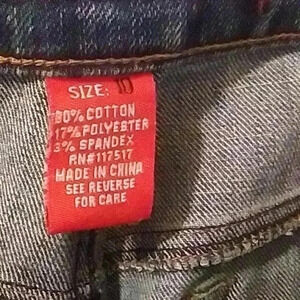 SIZE: 10
80% COTTON
17% POLYESTER
3% SPANDEX
RN#117517
MADE IN CHINA
SEE REVERSE
FOR CARE